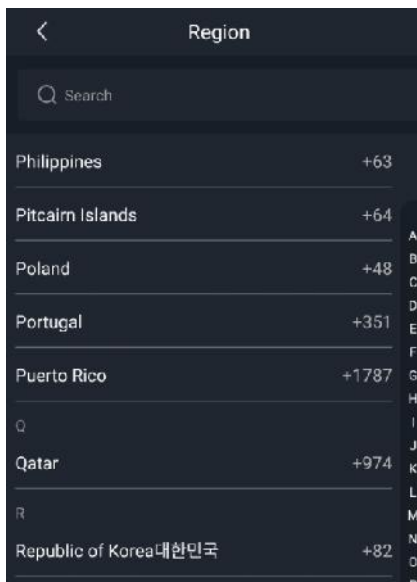 Region
Search
Philippines +63
Pitcairn Islands +64
Poland +48
Portugal +351
Puerto Rico +1787
Q
Qatar +974
R
Republic of Korea대한민국 +82
A
B
C
D
E
F
G
H
I
J
K
L
M
N
O